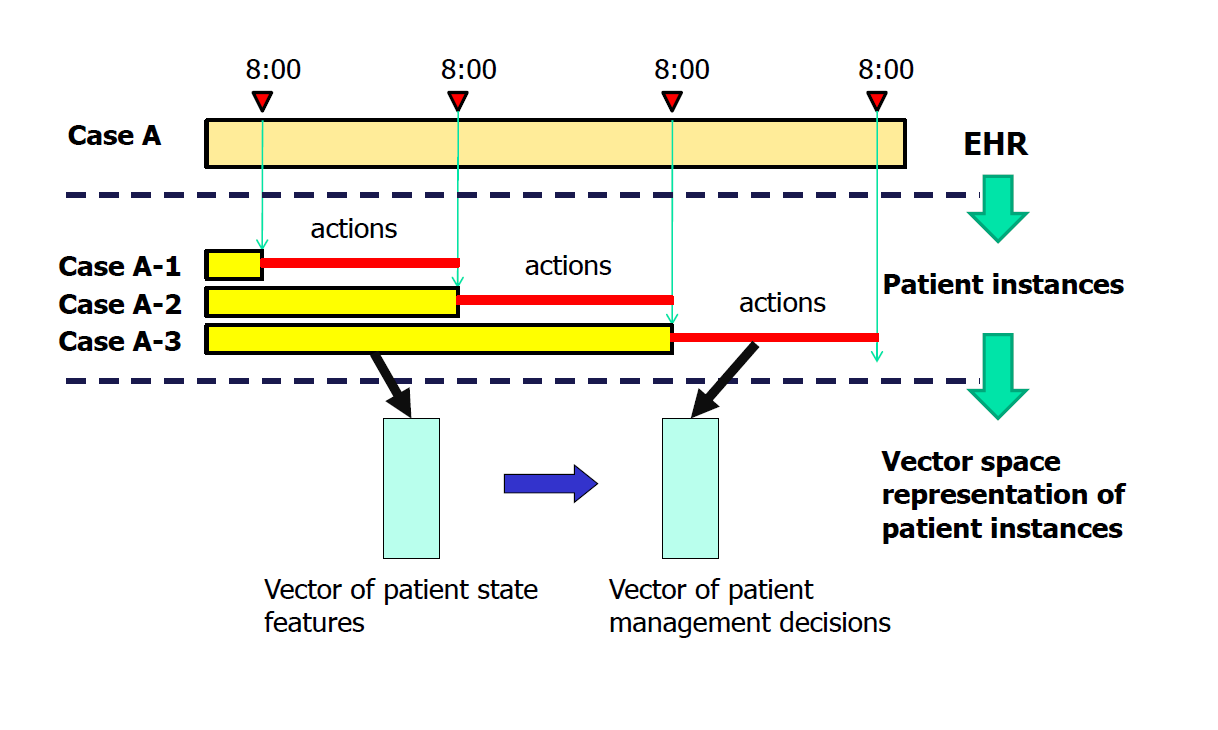 8:00
8:00
8:00
8:00
Case A
EHR
actions
Case A-1
actions
Case A-2
Patient instances
actions
Case A-3
Vector space
representation of
patient instances
Vector of patient state
features
Vector of patient
management decisions